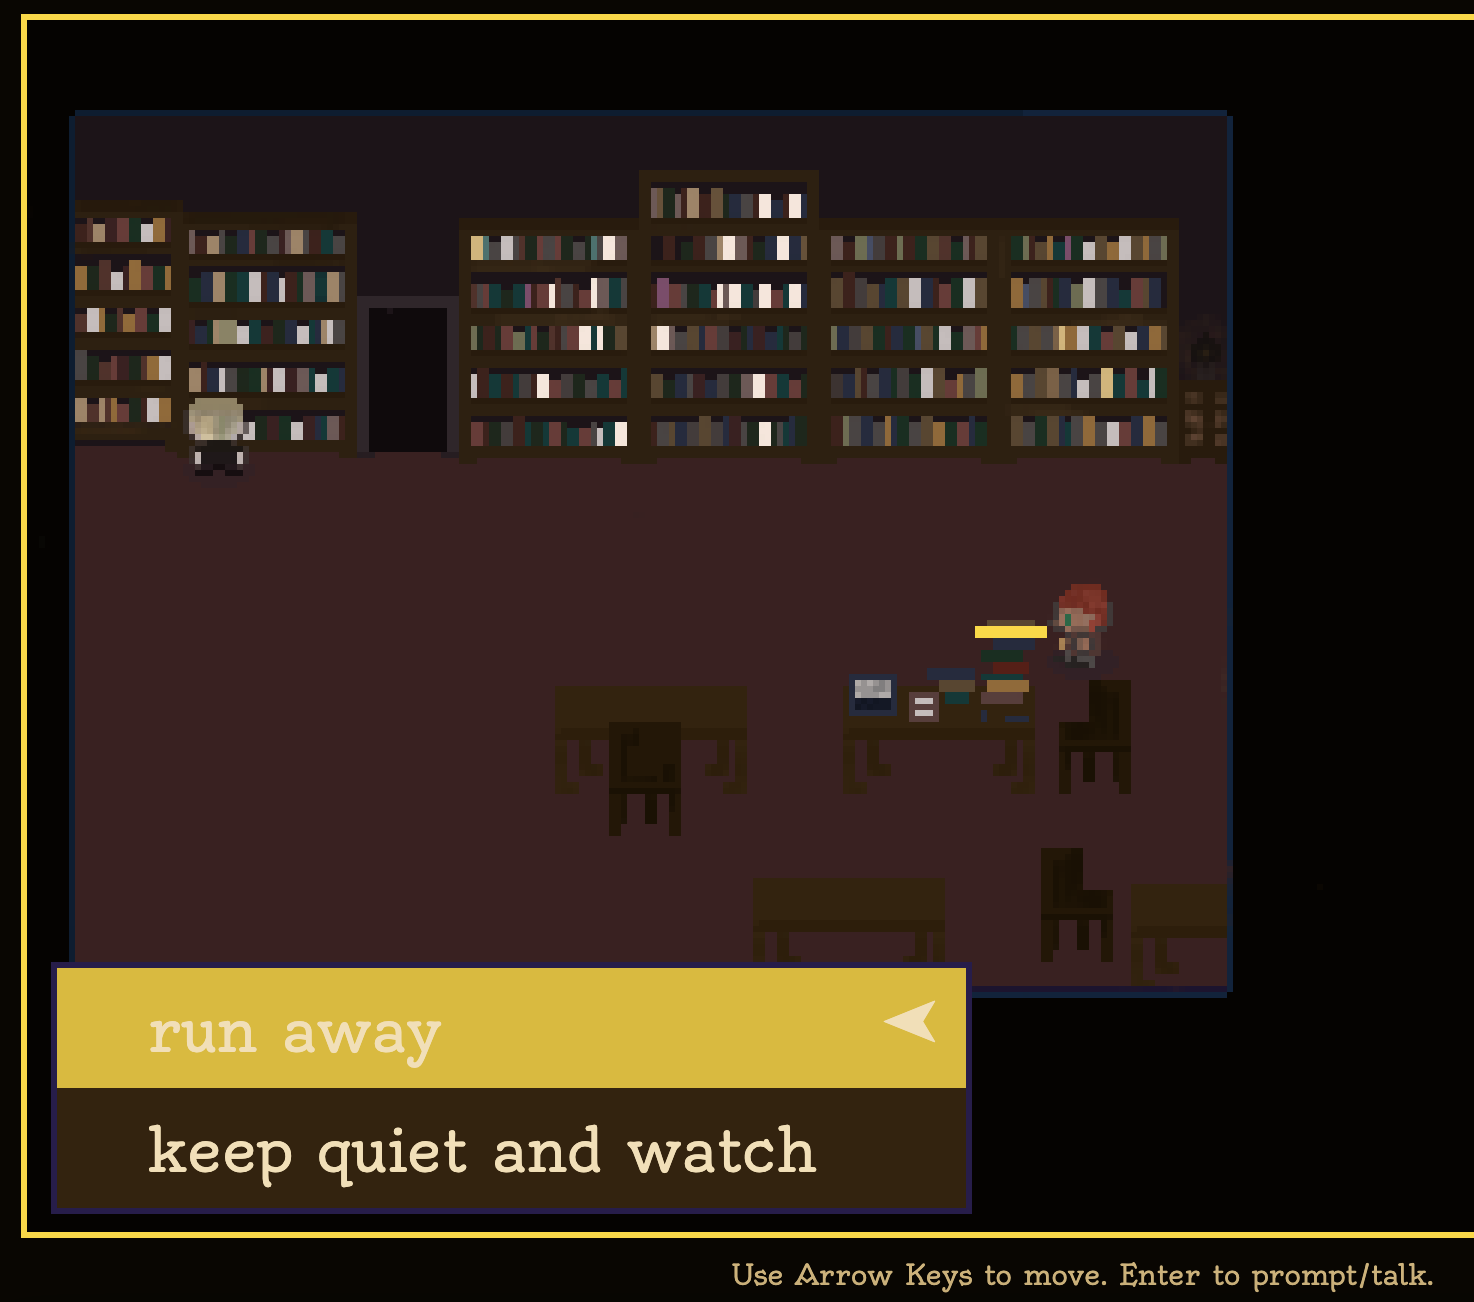 run away
keep quiet and watch
Use Arrow Keys to move. Enter to prompt/talk.